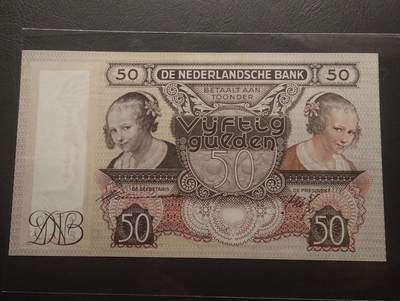 50 DE NEDERLANDSCHE BANK 50
BETAALT AAN
TOONDER
Vijftig
gulden
50
DE SECRETARIS DE PRESIDENT
DNB
50 50